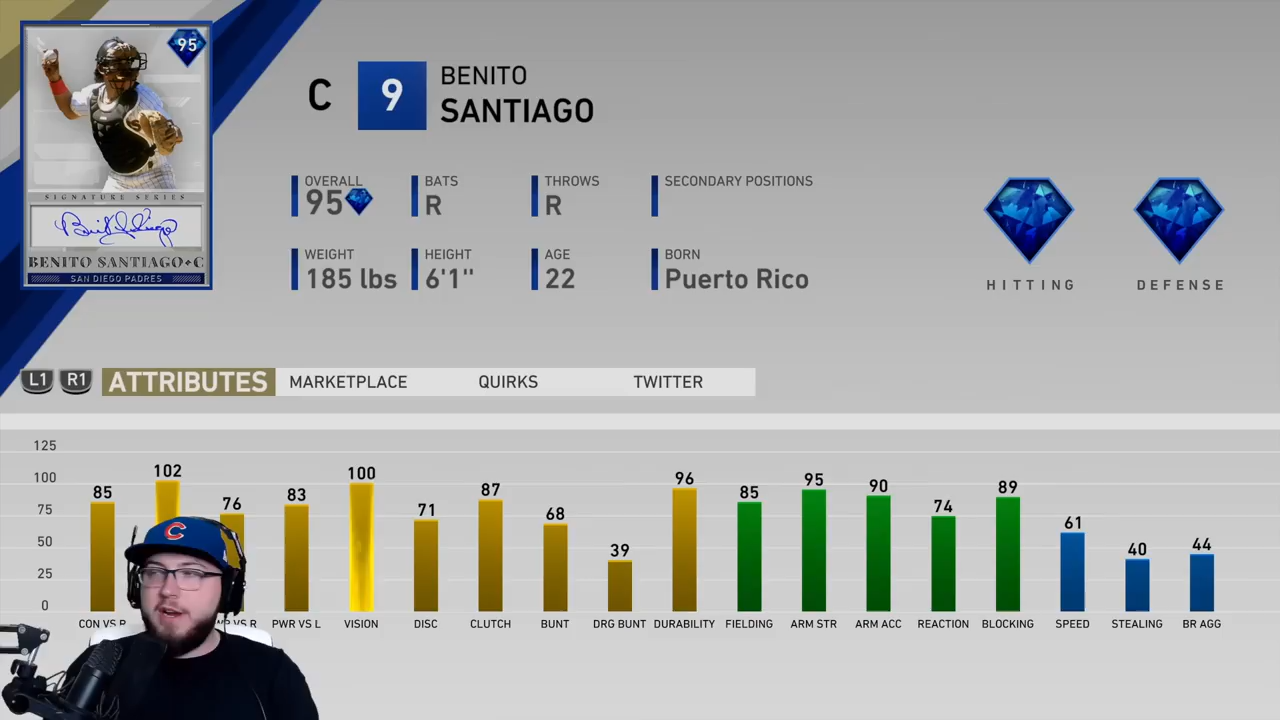 95
SIGNATURE SERIES
BENITO SANTIAGO C
SAN DIEGO PADRES
C 9 BENITO
SANTIAGO
OVERALL BATS THROWS SECONDARY POSITIONS
95 R R
WEIGHT HEIGHT AGE BORN
185 lbs 6'1" 22 Puerto Rico
HITTING DEFENSE
L1 R1 ATTRIBUTES MARKETPLACE QUIRKS TWITTER
125
100
75
50
25
0
85 102 76 83 100 71 87 68 39 96 85 95 90 74 89 61 40 44
CON VS R VS R PWR VS L VISION DISC CLUTCH BUNT DRG BUNT DURABILITY FIELDING ARM STR ARM ACC REACTION BLOCKING SPEED STEALING BR AGG
C